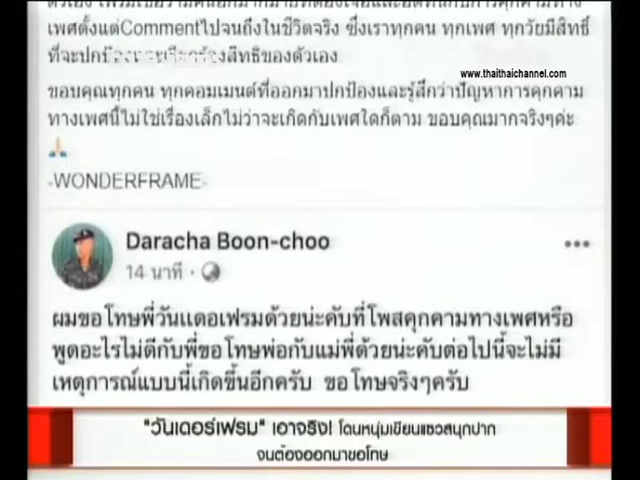 เพศตั้งแต่Commentไปจนถึงในชีวิตจริง ซึ่งเราทุกคน ทุกเพศ ทุกวัยมีสิทธิ์
ของตัวเอง
www.thaithaichannel.com
ขอบคุณทุกคน ทุกคอมเมนต์ที่ออกมาปกป้องและรู้สึกว่าปัญหาการคุกคาม
ทางเพศนี้ไม่ใช่เรื่องเล็กไม่ว่าจะเกิดกับเพศใดก็ตาม ขอบคุณมากจริงๆค่ะ
🙏
-WONDERFRAME-
Daracha Boon-choo
14 นาที ·
ผมขอโทษพี่วันแดอเฟรมด้วยน่ะคับที่โพสคุกคามทางเพศหรือ
พูดอะไรไม่ดีกับพี่ขอโทษพ่อกับแม่พี่ด้วยน่ะคับต่อไปนี้จะไม่มี
เหตุการณ์แบบนี้เกิดขึ้นอีกครับ ขอโทษจริงๆครับ
"วันเดอร์เฟรม" เอาจริง! โดนหนุ่มเขียนแซวสนุกปาก
จนต้องออกมาขอโทษ